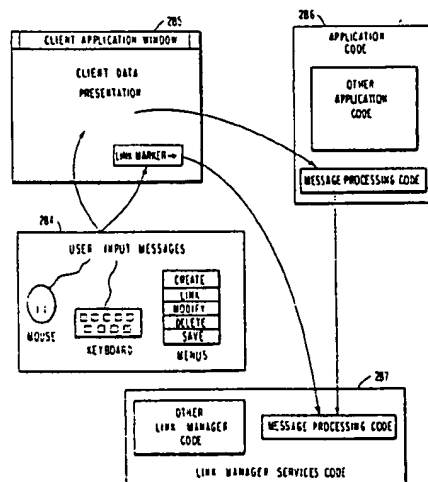 285
CLIENT APPLICATION WINDOW
CLIENT DATA
PRESENTATION
LINK MARKER
286
APPLICATION
CODE
OTHER
APPLICATION
CODE
MESSAGE PROCESSING CODE
284
USER INPUT MESSAGES
MOUSE
KEYBOARD
CREATE
LINK
MODIFY
DELETE
SAVE
MENUS
287
OTHER
LINK MANAGER
CODE
MESSAGE PROCESSING CODE
LINK MANAGER SERVICES CODE